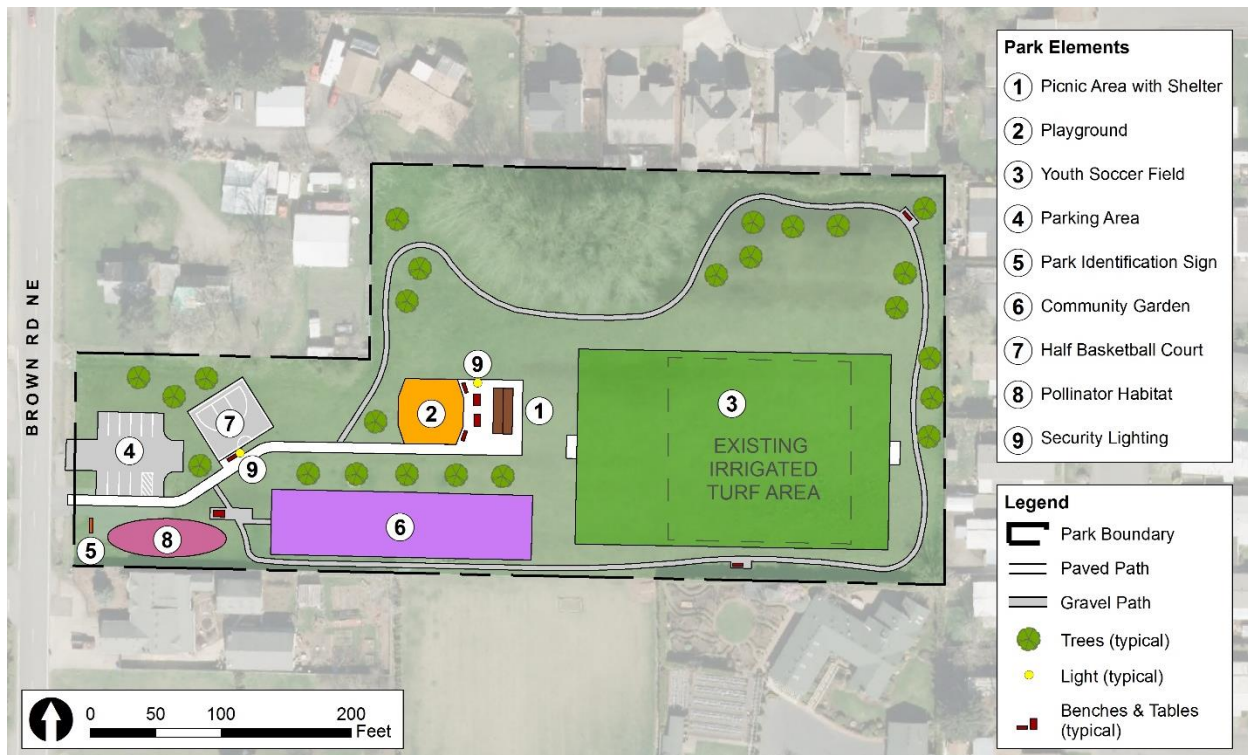 BROWN RD NE
4
7
9
2
9
1
3
EXISTING
IRRIGATED
TURF AREA
6
5
8
Park Elements
1 Picnic Area with Shelter
2 Playground
3 Youth Soccer Field
4 Parking Area
5 Park Identification Sign
6 Community Garden
7 Half Basketball Court
8 Pollinator Habitat
9 Security Lighting
Legend
Park Boundary
Paved Path
Gravel Path
Trees (typical)
Light (typical)
Benches & Tables
(typical)
0 50 100 200
Feet